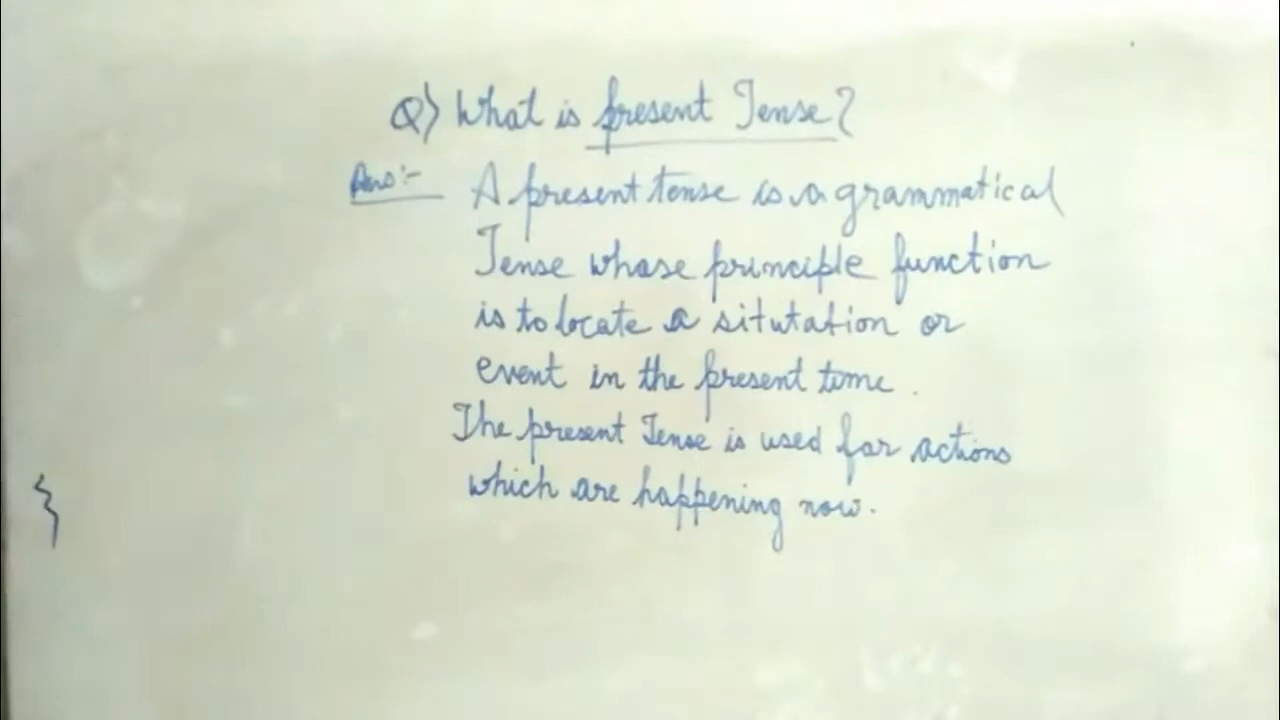 Q) What is present Tense?
Ans:- A present tense is a grammatical
Tense whose principle function
is to locate a situtation or
event in the present time.
The present Tense is used for actions
which are happening now.